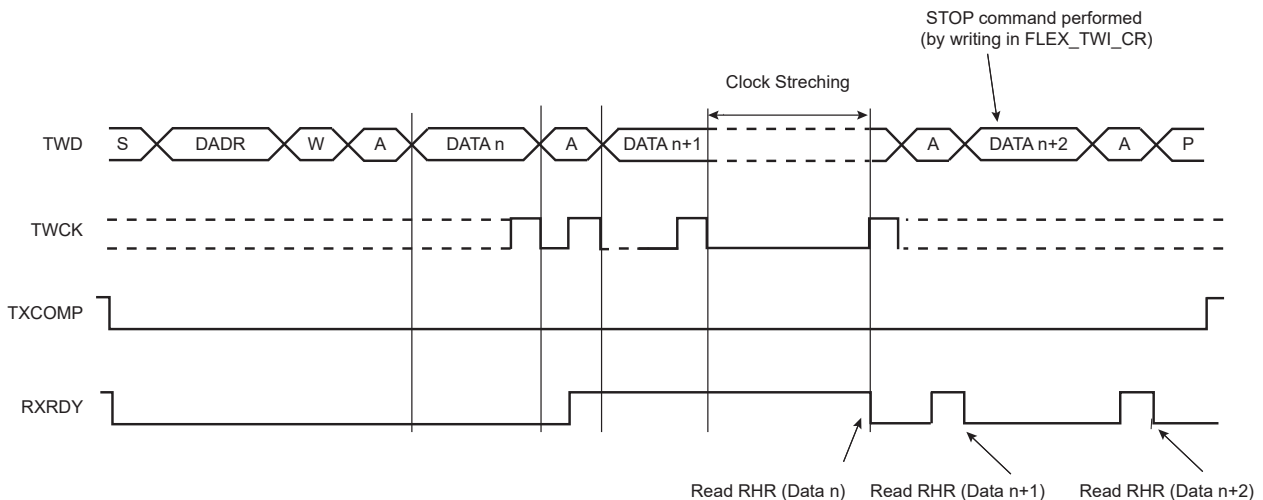 STOP command performed
(by writing in FLEX_TWI_CR)
Clock Streching
TWD S DADR W A DATA n A DATA n+1 A DATA n+2 A P
TWCK
TXCOMP
RXRDY
Read RHR (Data n) Read RHR (Data n+1) Read RHR (Data n+2)